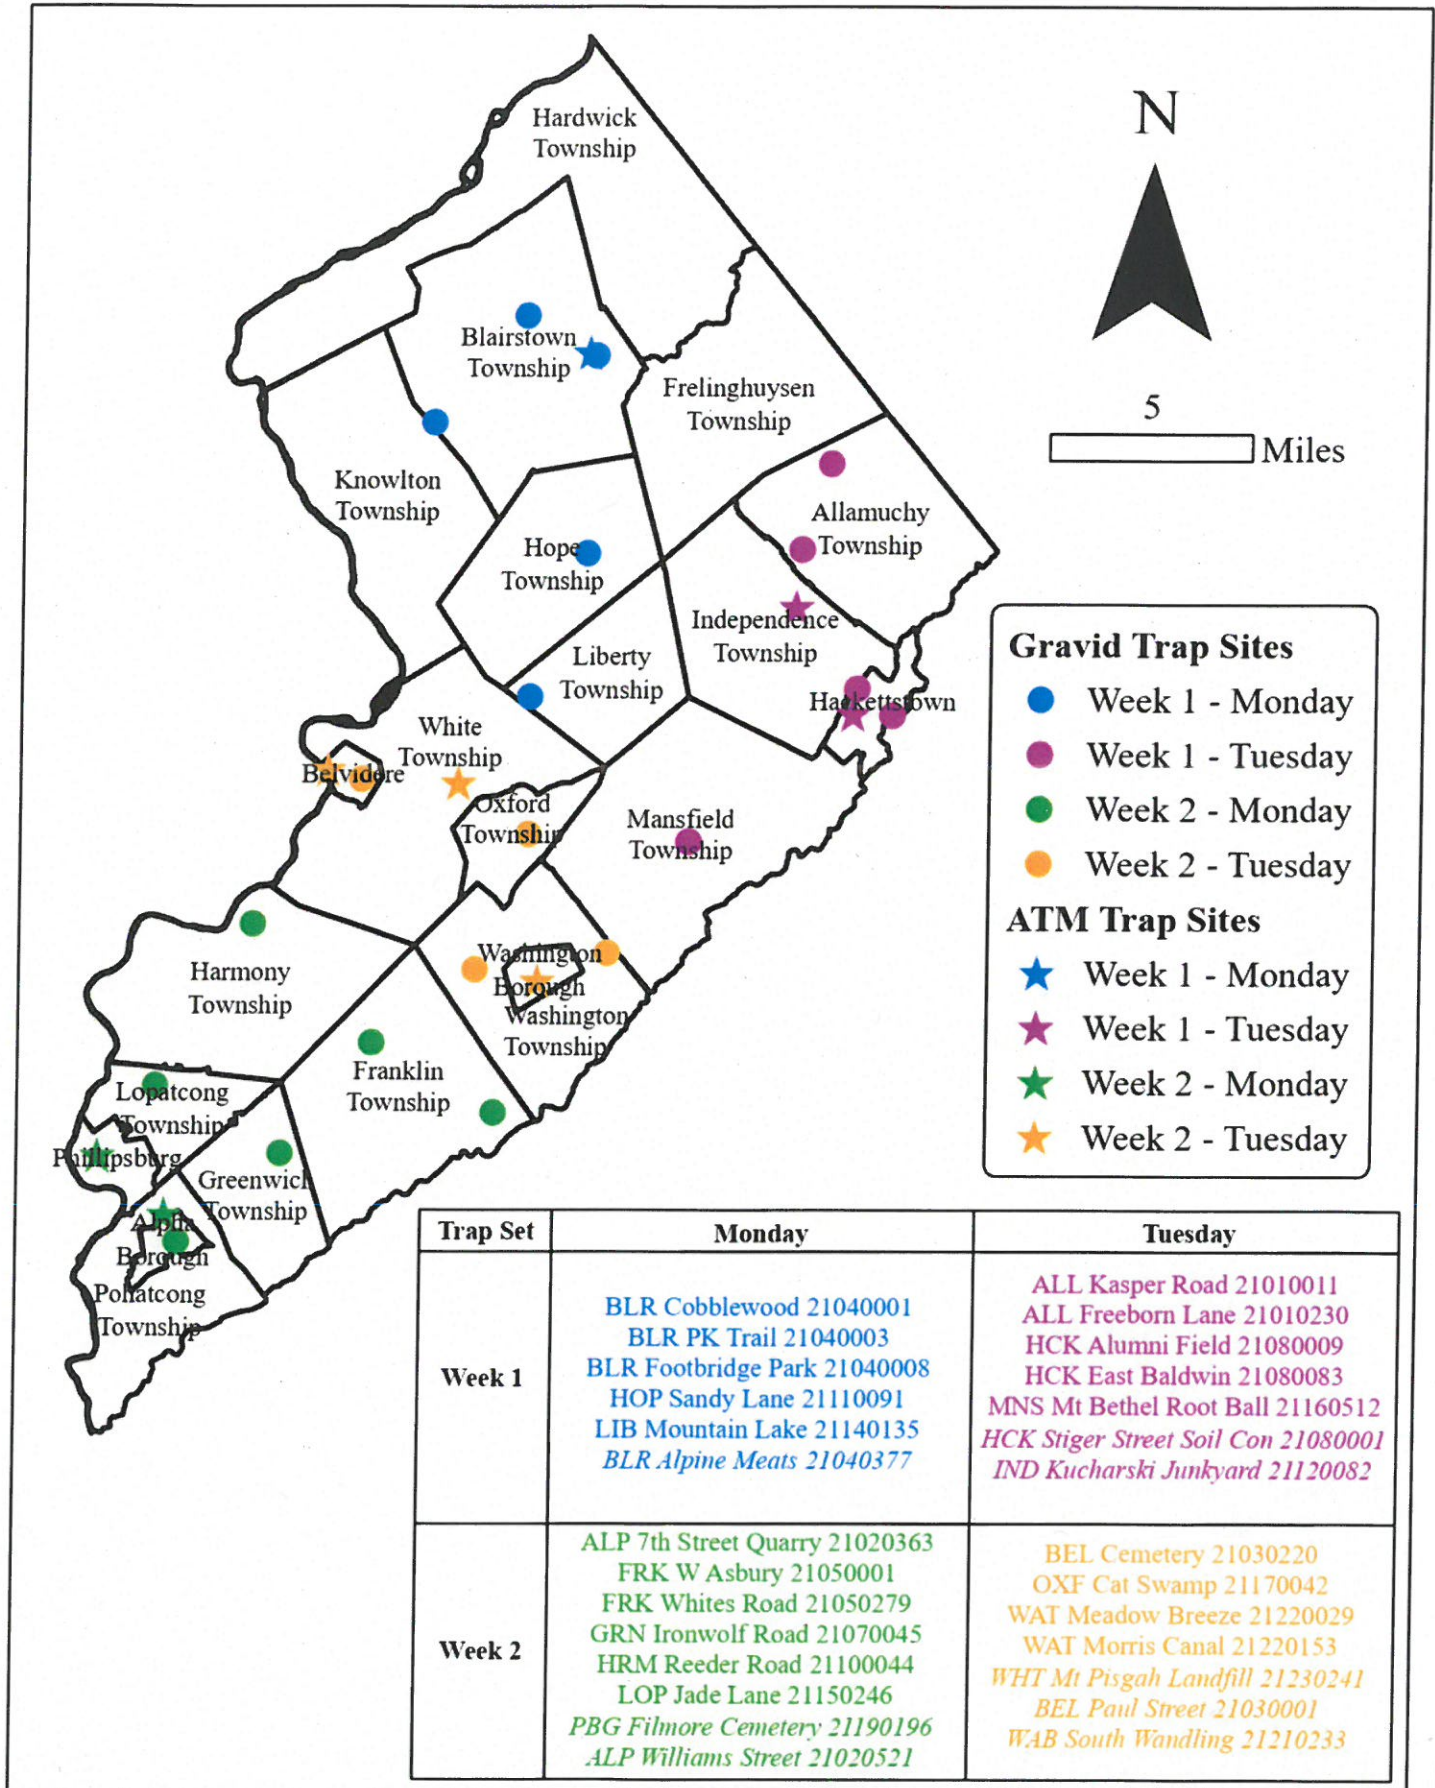 Hardwick
Township
N
5
Miles
Blairstown
Township
Frelinghuysen
Township
Knowlton
Township
Allamuchy
Township
Hope
Township
Independence
Township
Liberty
Township
Hackettstown
White
Township
Belvidere
Oxford
Township
Mansfield
Township
Washington
Borough
Washington
Township
Harmony
Township
Franklin
Township
Lopatcong
Township
Phillipsburg
Greenwich
Township
Alpha
Borough
Pohatcong
Township
Gravid Trap Sites
Week 1 - Monday
Week 1 - Tuesday
Week 2 - Monday
Week 2 - Tuesday
ATM Trap Sites
Week 1 - Monday
Week 1 - Tuesday
Week 2 - Monday
Week 2 - Tuesday
Trap Set
Monday
Tuesday
Week 1
BLR Cobblewood 21040001
BLR PK Trail 21040003
BLR Footbridge Park 21040008
HOP Sandy Lane 21110091
LIB Mountain Lake 21140135
BLR Alpine Meats 21040377
ALL Kasper Road 21010011
ALL Freeborn Lane 21010230
HCK Alumni Field 21080009
HCK East Baldwin 21080083
MNS Mt Bethel Root Ball 21160512
HCK Stiger Street Soil Con 21080001
IND Kucharski Junkyard 21120082
Week 2
ALP 7th Street Quarry 21020363
FRK W Asbury 21050001
FRK Whites Road 21050279
GRN Ironwolf Road 21070045
HRM Reeder Road 21100044
LOP Jade Lane 21150246
PBG Filmore Cemetery 21190196
ALP Williams Street 21020521
BEL Cemetery 21030220
OXF Cat Swamp 21170042
WAT Meadow Breeze 21220029
WAT Morris Canal 21220153
WHT Mt Pisgah Landfill 21230241
BEL Paul Street 21030001
WAB South Wandling 21210233